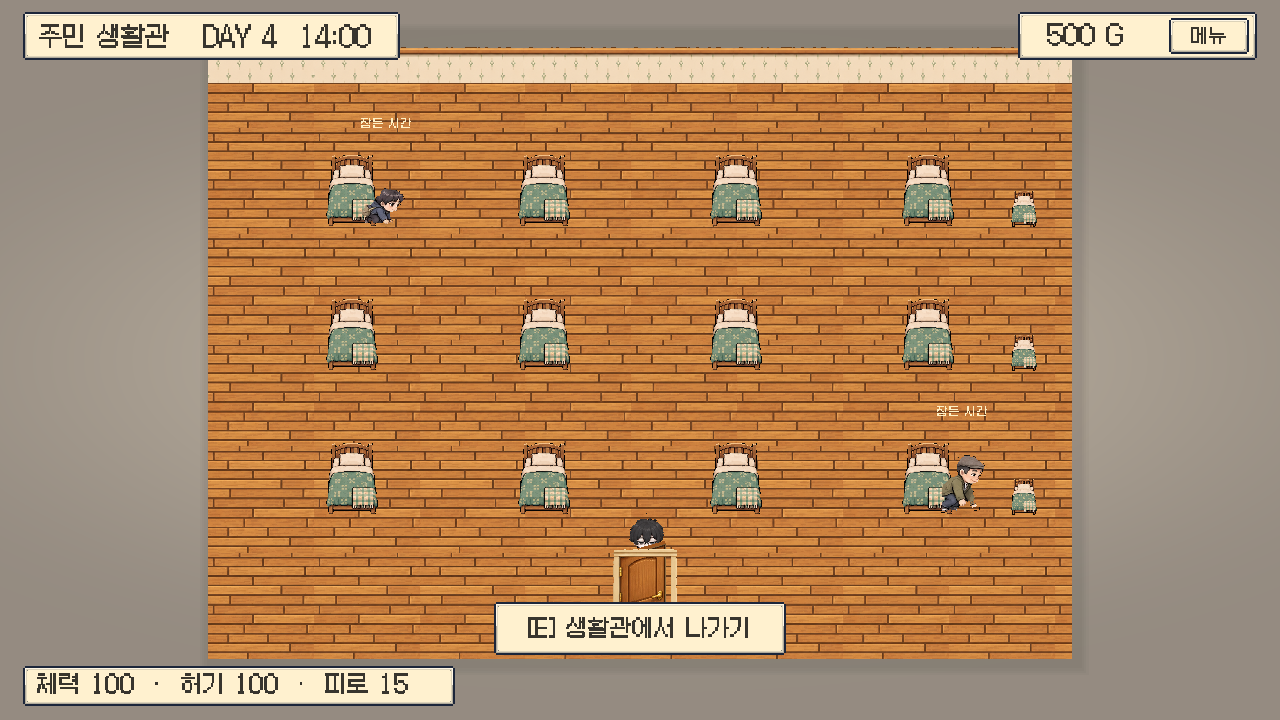 주민 생활관 DAY 4 14:00
500 G 메뉴
잠든 시간
잠든 시간
[E] 생활관에서 나가기
체력 100 · 허기 100 · 피로 15